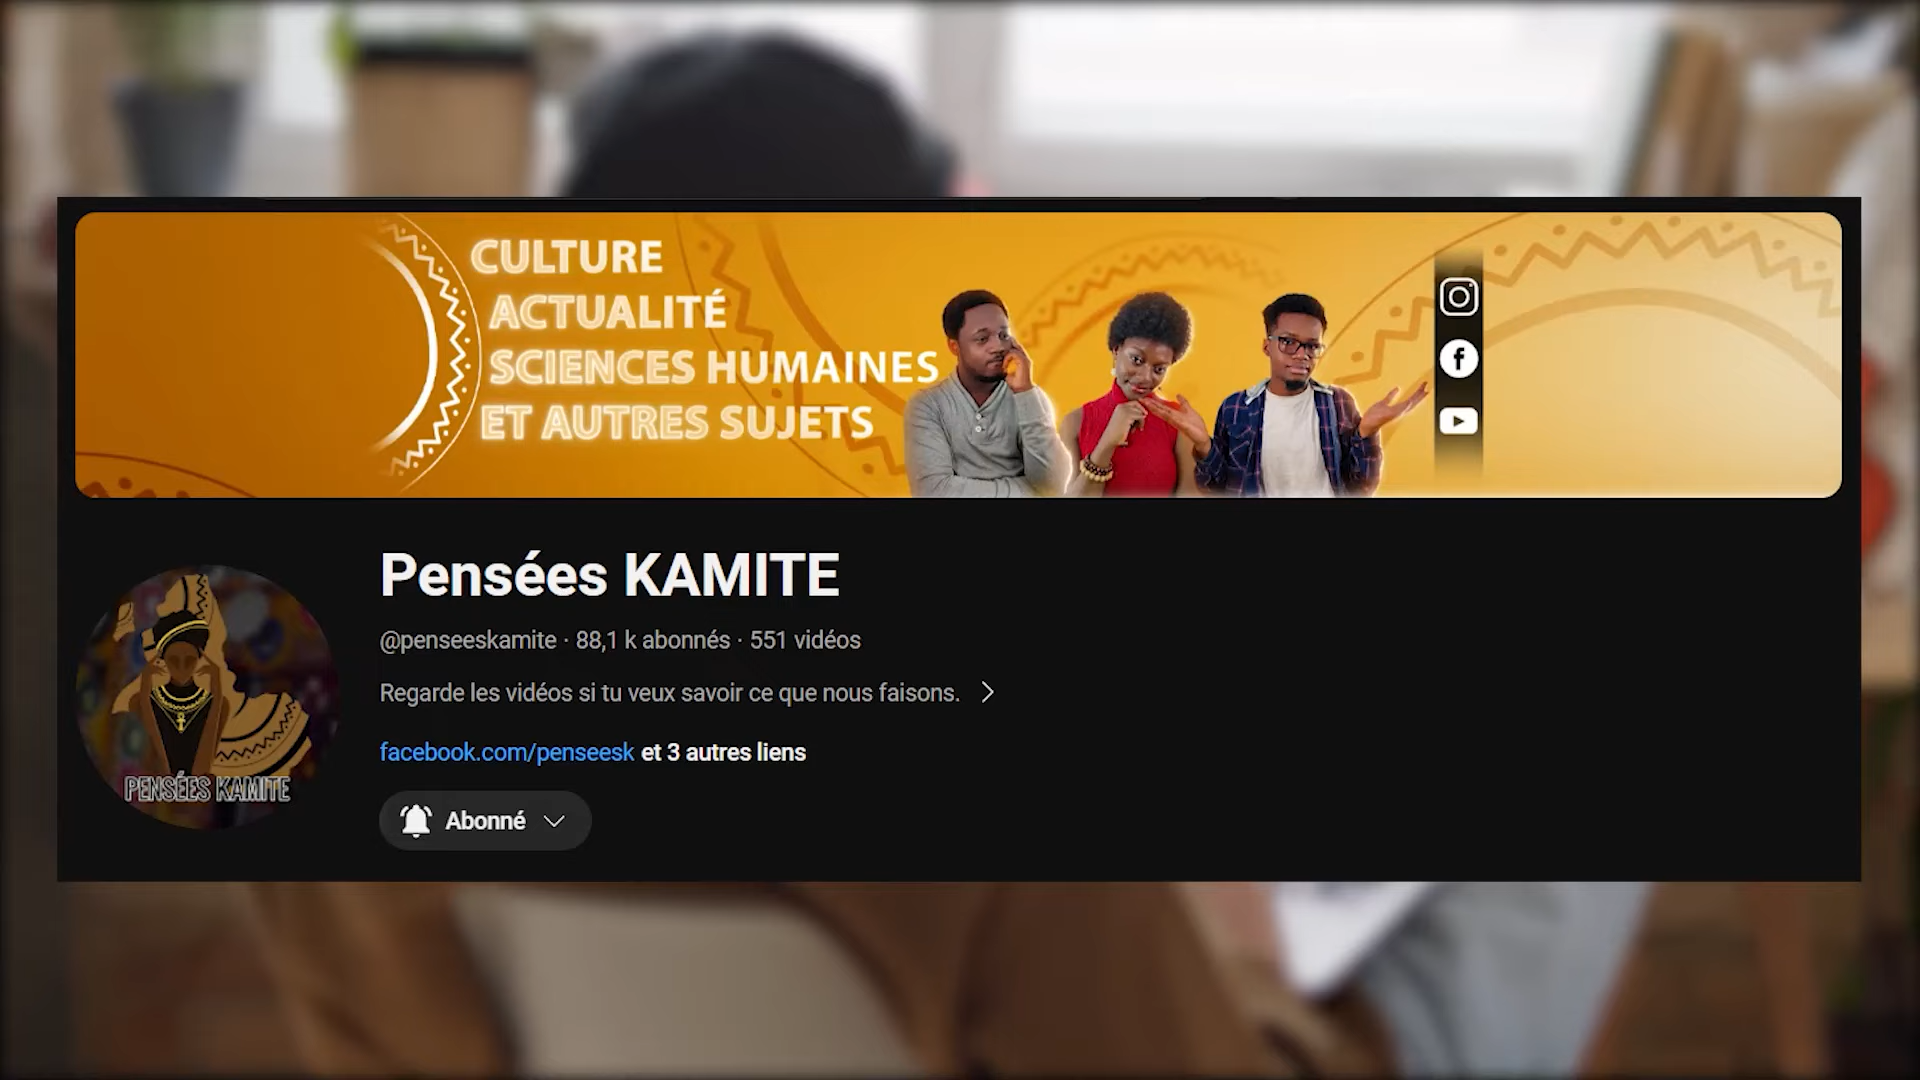 CULTURE
ACTUALITÉ
SCIENCES HUMAINES
ET AUTRES SUJETS
Pensées KAMITE
@penseeskamite · 88,1 k abonnés · 551 vidéos
Regarde les vidéos si tu veux savoir ce que nous faisons.
facebook.com/penseesk et 3 autres liens
PENSÉES KAMITE
Abonné